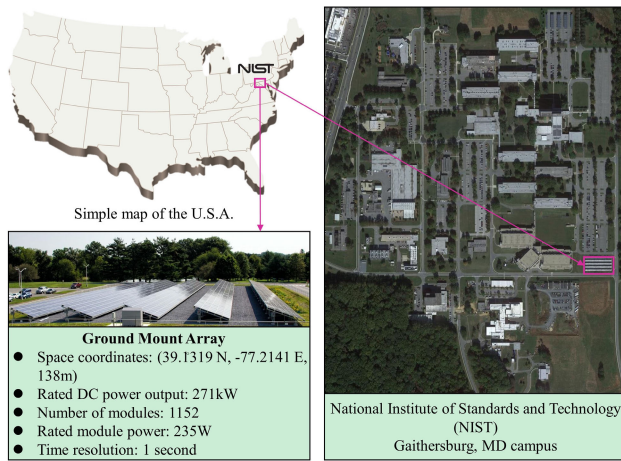 NIST
Simple map of the U.S.A.
Ground Mount Array
● Space coordinates: (39.1319 N, -77.2141 E,
138m)
● Rated DC power output: 271kW
● Number of modules: 1152
● Rated module power: 235W
● Time resolution: 1 second
National Institute of Standards and Technology
(NIST)
Gaithersburg, MD campus